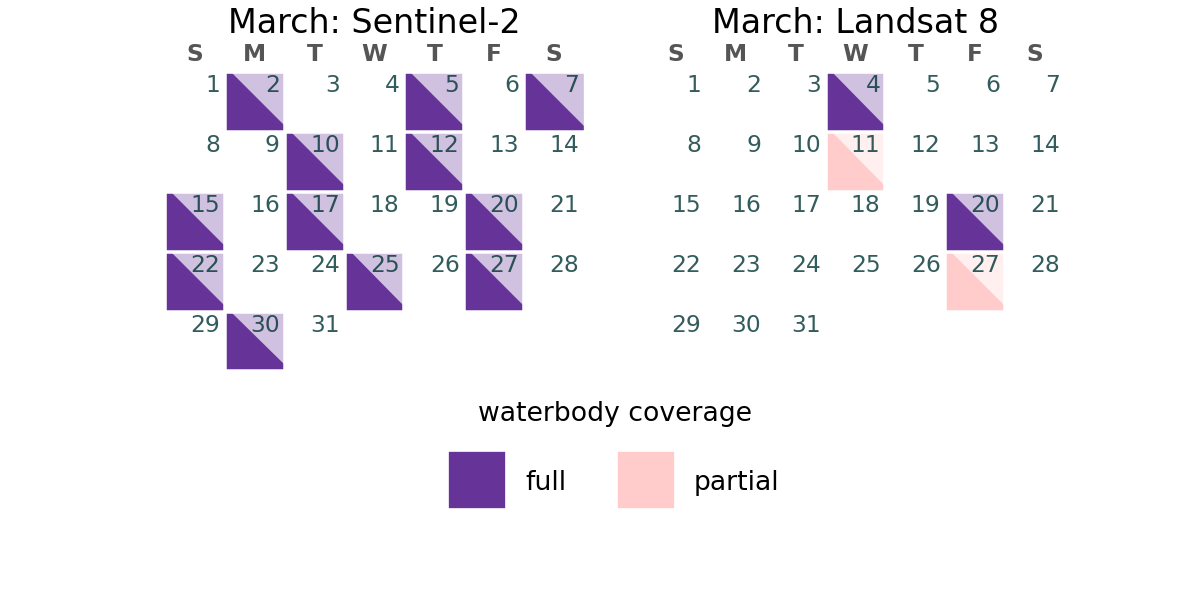 March: Sentinel-2
S M T W T F S
1 2 3 4 5 6 7
8 9 10 11 12 13 14
15 16 17 18 19 20 21
22 23 24 25 26 27 28
29 30 31
March: Landsat 8
S M T W T F S
1 2 3 4 5 6 7
8 9 10 11 12 13 14
15 16 17 18 19 20 21
22 23 24 25 26 27 28
29 30 31
waterbody coverage
full partial